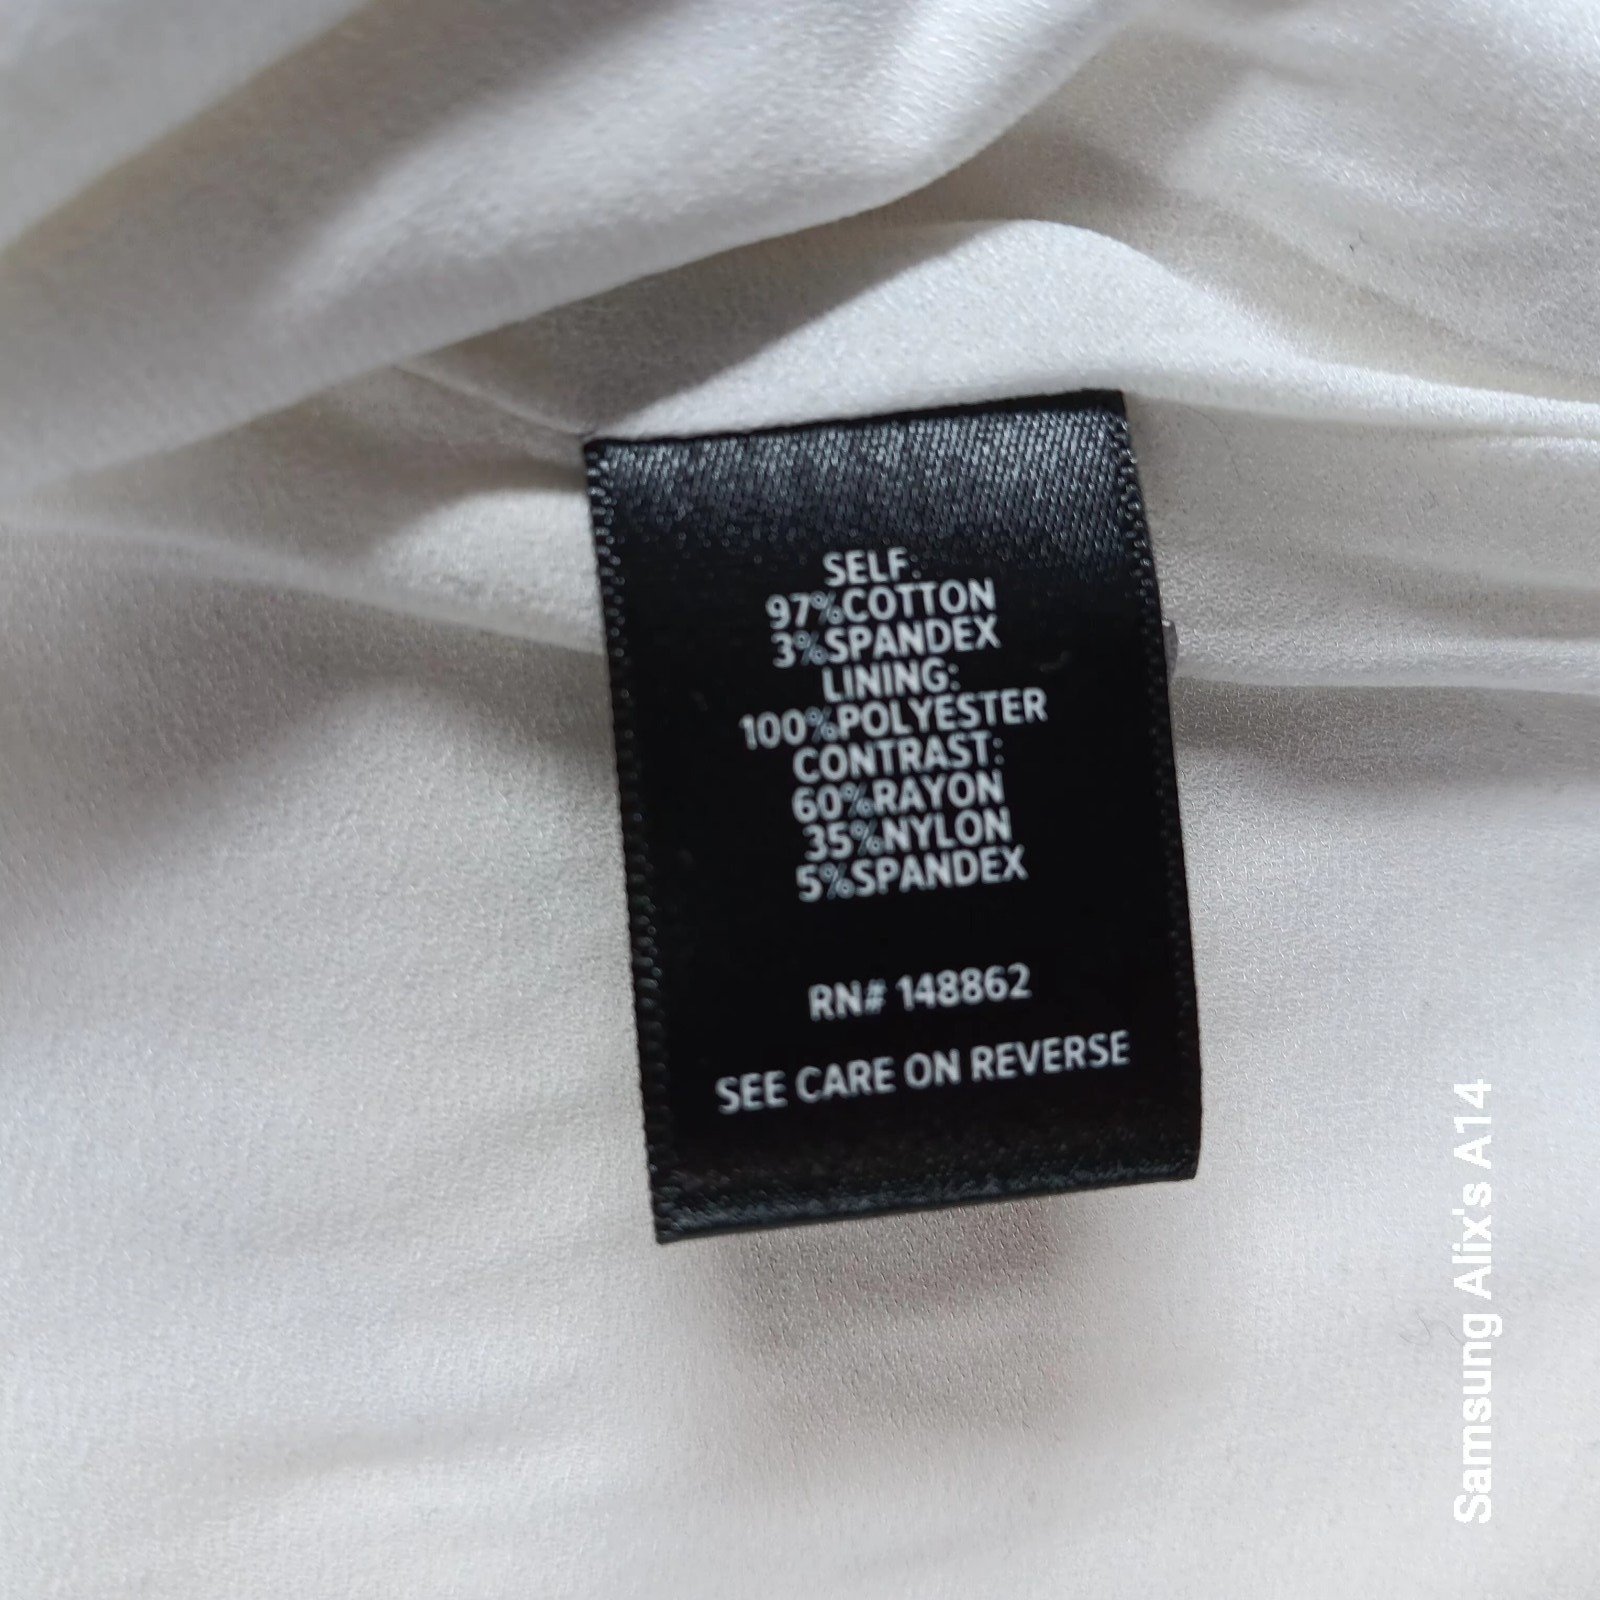 SELF:
97%COTTON
3%SPANDEX
LINING:
100%POLYESTER
CONTRAST:
60%RAYON
35%NYLON
5%SPANDEX
RN# 148862
SEE CARE ON REVERSE
Samsung Alix's A14